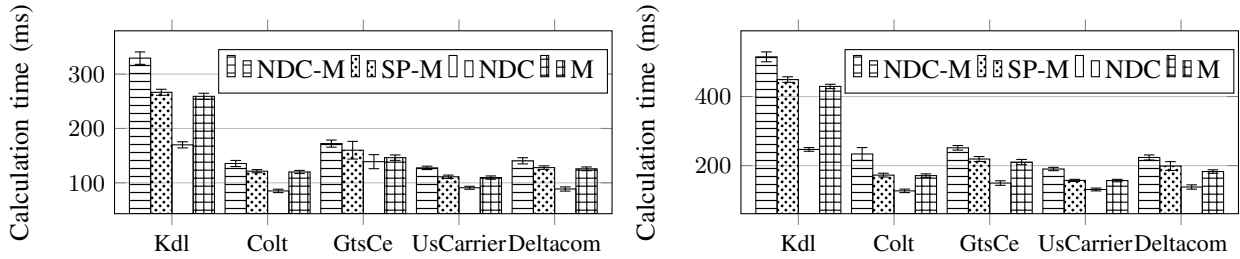 Calculation time (ms)
300
200
100
NDC-M SP-M NDC M
Kdl Colt GtsCe UsCarrier Deltacom
Calculation time (ms)
400
200
NDC-M SP-M NDC M
Kdl Colt GtsCe UsCarrier Deltacom